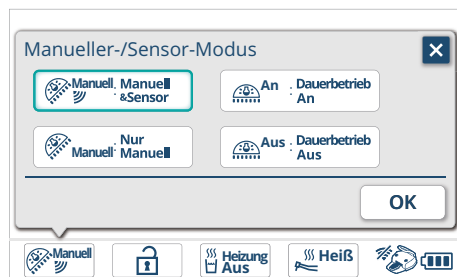 Manueller-/Sensor-Modus
Manuell : Manuell
&Sensor
An : Dauerbetrieb
An
Nur
Manuell : Manuell
Aus : Dauerbetrieb
Aus
OK
Manuell
Heizung
Aus
Heiß